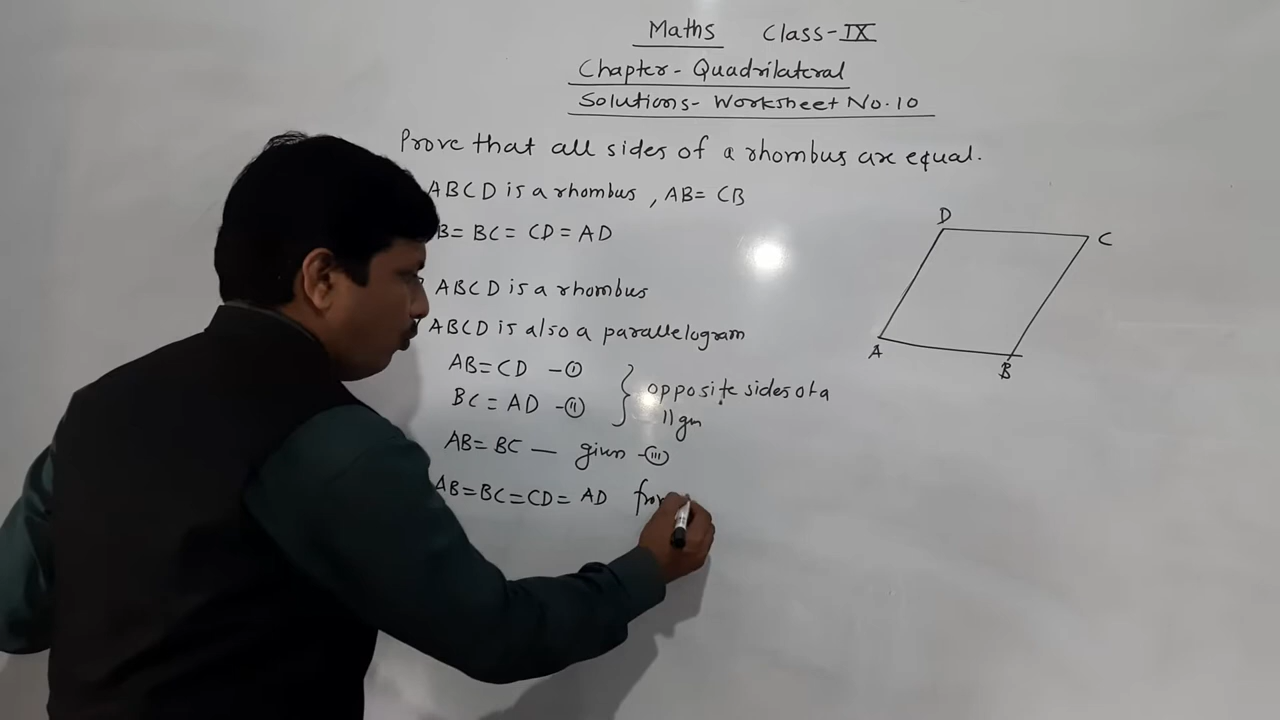 Maths Class-IX
Chapter- Quadrilateral
Solutions- Worksheet No.10
Prove that all sides of a rhombus are equal.
ABCD is a rhombus, AB= CB
B= BC= CD= AD
ABCD is a rhombus
ABCD is also a parallelogram
AB=CD -(I)
BC=AD -(II)
} opposite sides of a
||gm
AB=BC — given -(III)
AB=BC=CD=AD fro
D
C
A
B